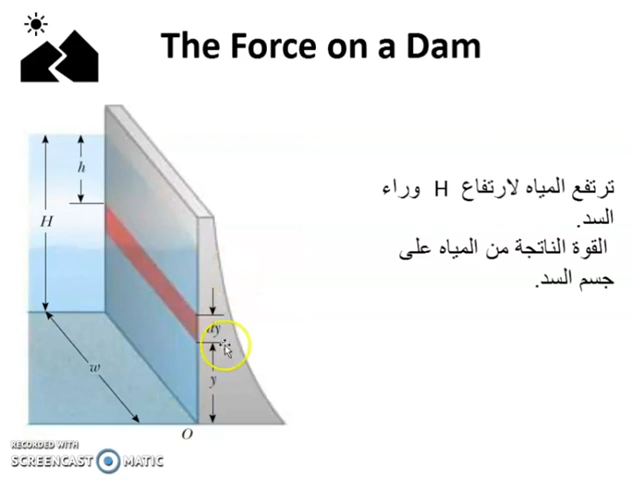 The Force on a Dam
h
H
dy
w
y
O
ترتفع المياه لارتفاع H وراء
السد.
القوة الناتجة من المياه على
جسم السد.
RECORDED WITH
SCREENCAST MATIC